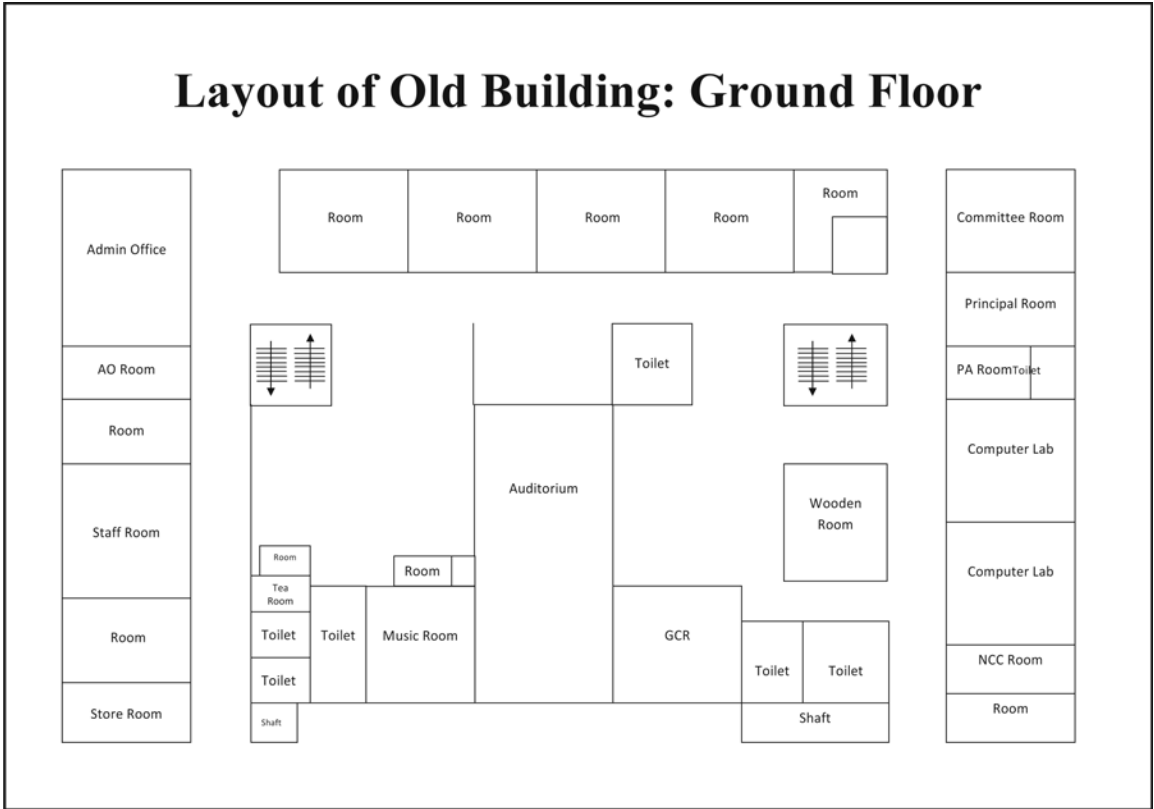 Layout of Old Building: Ground Floor
Admin Office
AO Room
Room
Staff Room
Room
Store Room
Room
Room
Room
Room
Room
Toilet
Auditorium
Wooden
Room
Room
Tea
Room
Toilet
Toilet
Shaft
Toilet
Room
Music Room
GCR
Toilet
Toilet
Shaft
Committee Room
Principal Room
PA Room Toilet
Computer Lab
Computer Lab
NCC Room
Room